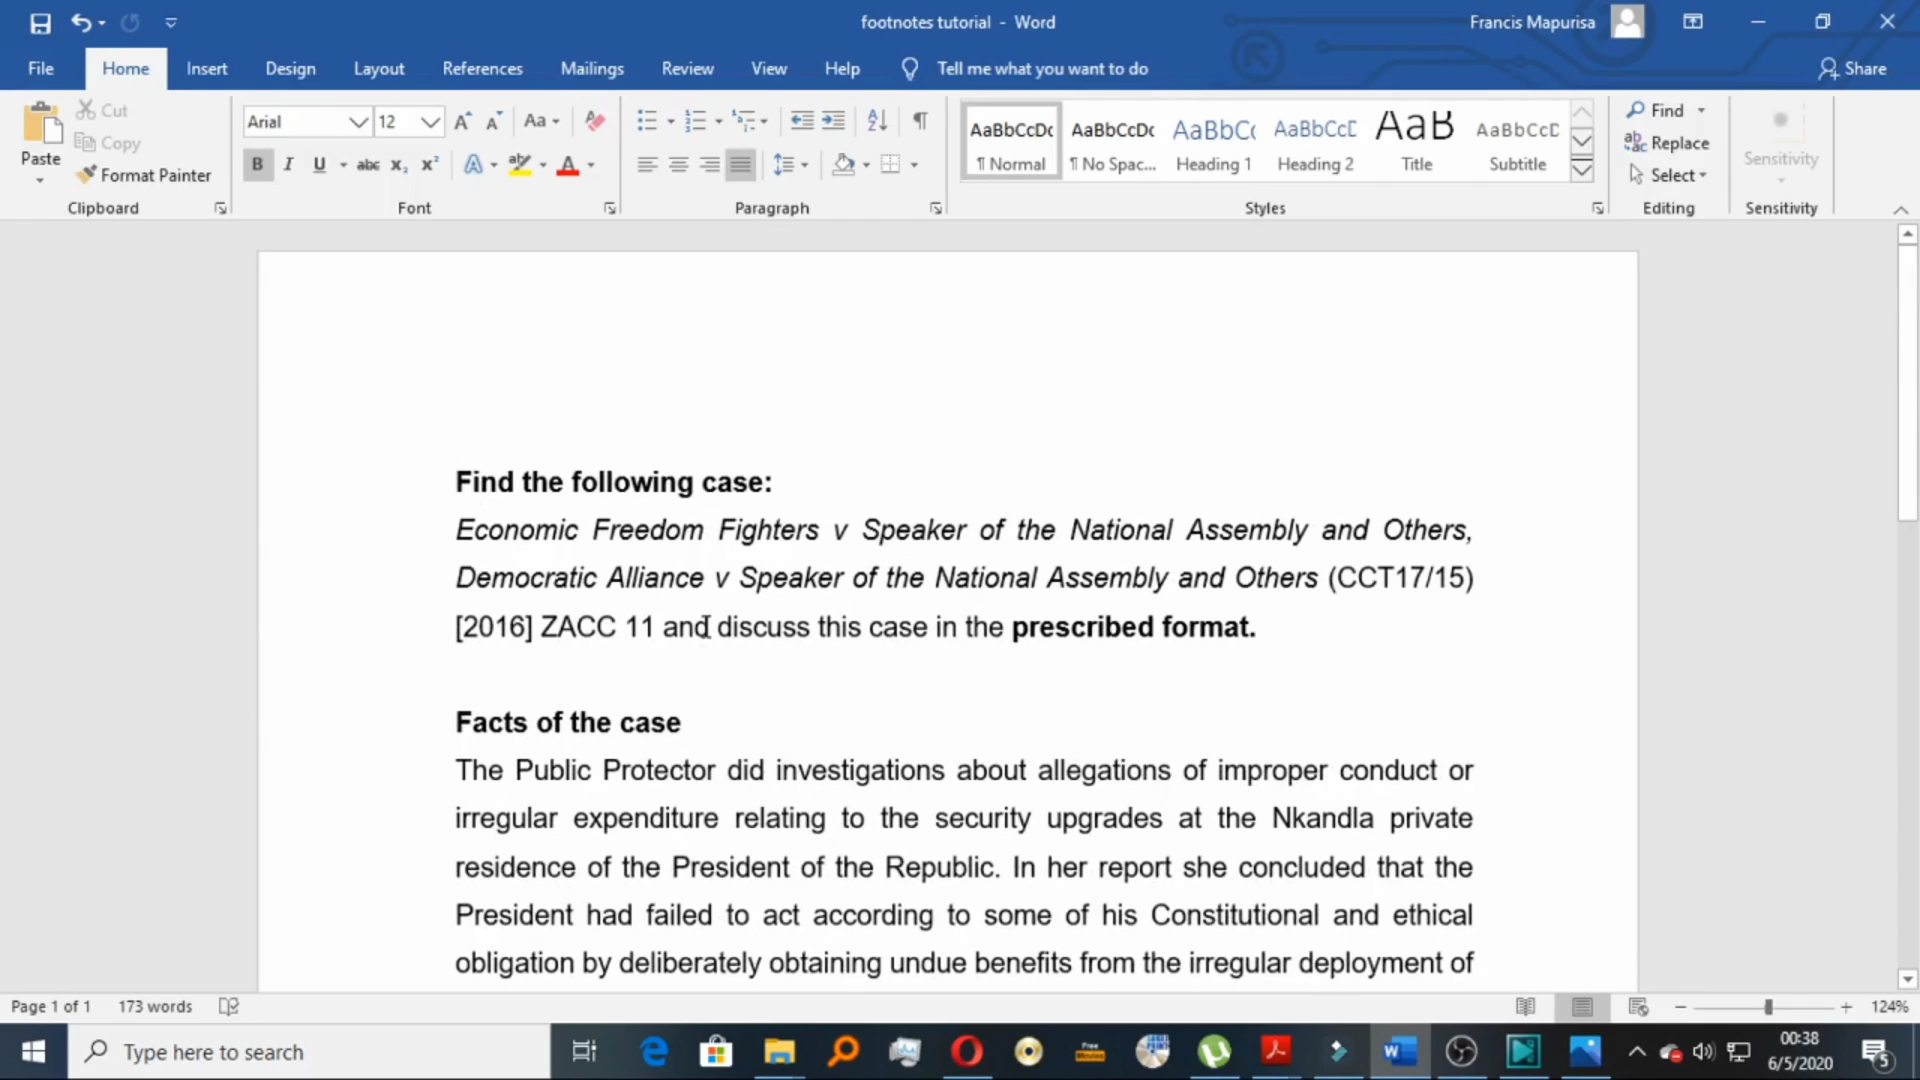 footnotes tutorial - Word
Francis Mapurisa
File Home Insert Design Layout References Mailings Review View Help Tell me what you want to do Share
Paste
Cut
Copy
Format Painter
Clipboard
Arial 12
Aa
B I U abc x₂ x²
A A
Font
Paragraph
AaBbCcDc
¶ Normal
AaBbCcDc
¶ No Spac...
AaBbCc
Heading 1
AaBbCcD
Heading 2
AaB
Title
AaBbCcD
Subtitle
Styles
Find
Replace
Select
Editing
Sensitivity
Sensitivity
Find the following case:
Economic Freedom Fighters v Speaker of the National Assembly and Others,
Democratic Alliance v Speaker of the National Assembly and Others (CCT17/15)
[2016] ZACC 11 and discuss this case in the prescribed format.
Facts of the case
The Public Protector did investigations about allegations of improper conduct or
irregular expenditure relating to the security upgrades at the Nkandla private
residence of the President of the Republic. In her report she concluded that the
President had failed to act according to some of his Constitutional and ethical
obligation by deliberately obtaining undue benefits from the irregular deployment of
Page 1 of 1 173 words
124%
Type here to search
Free
Movies
00:38
6/5/2020
5